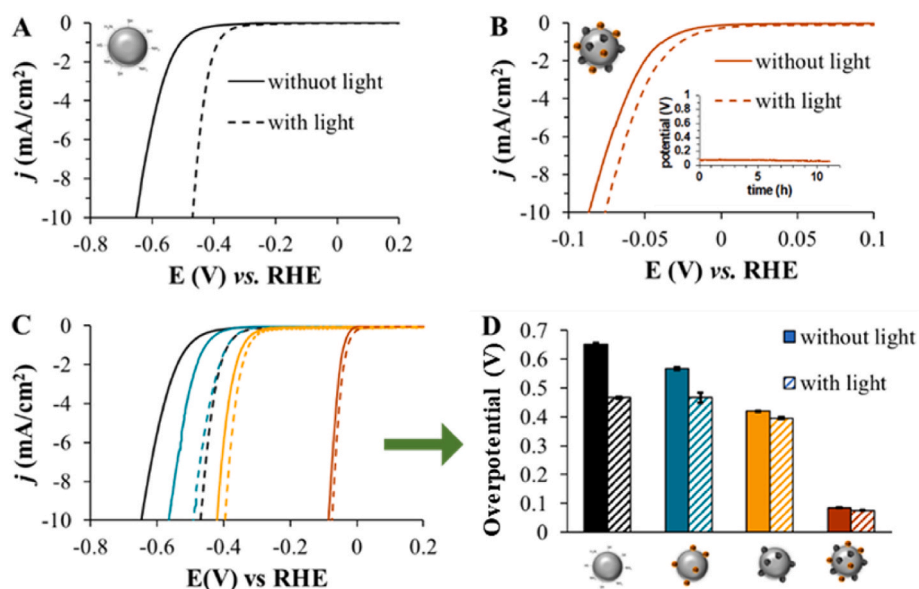 A
0
-2
-4
-6
-8
-10
j (mA/cm²)
withuot light
with light
-0.8 -0.6 -0.4 -0.2 0 0.2
E (V) vs. RHE
B
0
-2
-4
-6
-8
-10
j (mA/cm²)
without light
with light
1
0.8
0.6
0.4
0.2
0
potential (V)
0 5 10
time (h)
-0.1 -0.05 0 0.05 0.1
E (V) vs. RHE
C
0
-2
-4
-6
-8
-10
j (mA/cm²)
-0.8 -0.6 -0.4 -0.2 0 0.2
E(V) vs RHE
D
0.7
0.6
0.5
0.4
0.3
0.2
0.1
0
Overpotential (V)
without light
with light